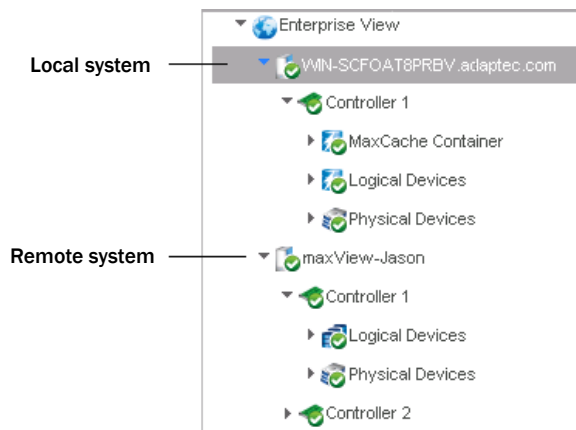 Enterprise View
Local system
WIN-SCFOAT8PRBV.adaptec.com
Controller 1
MaxCache Container
Logical Devices
Physical Devices
Remote system
maxView-Jason
Controller 1
Logical Devices
Physical Devices
Controller 2